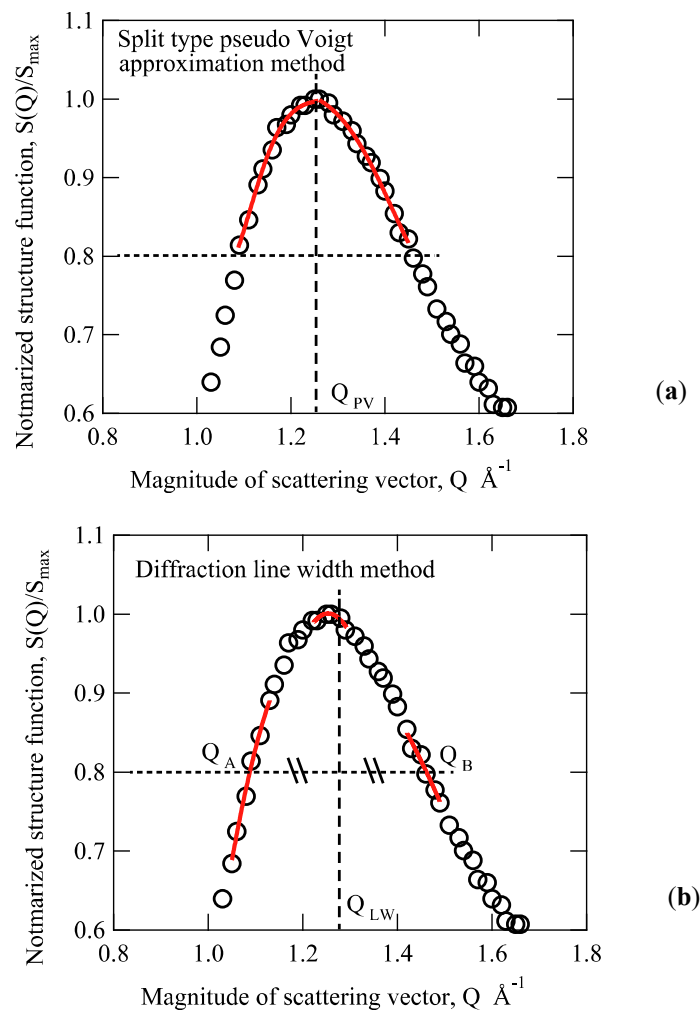 Split type pseudo Voigt
approximation method
Notmarized structure function, S(Q)/Smax
1.1
1.0
0.9
0.8
0.7
0.6
QPV
0.8 1.0 1.2 1.4 1.6 1.8
Magnitude of scattering vector, Q Å-1
(a)
Diffraction line width method
Notmarized structure function, S(Q)/Smax
1.1
1.0
0.9
0.8
0.7
0.6
QA
QB
QLW
0.8 1.0 1.2 1.4 1.6 1.8
Magnitude of scattering vector, Q Å-1
(b)